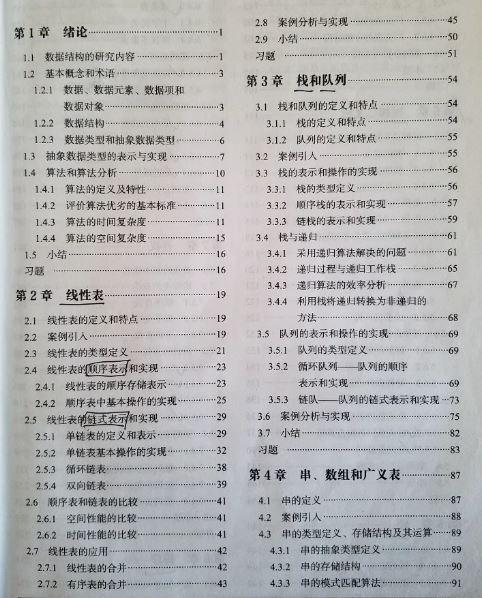 第1章 绪论……1
1.1 数据结构的研究内容……1
1.2 基本概念和术语……3
1.2.1 数据、数据元素、数据项和
数据对象……3
1.2.2 数据结构……4
1.2.3 数据类型和抽象数据类型……6
1.3 抽象数据类型的表示与实现……7
1.4 算法和算法分析……10
1.4.1 算法的定义及特性……11
1.4.2 评价算法优劣的基本标准……11
1.4.3 算法的时间复杂度……11
1.4.4 算法的空间复杂度……15
1.5 小结……16
习题……16
第2章 线性表……19
2.1 线性表的定义和特点……19
2.2 案例引入……19
2.3 线性表的类型定义……21
2.4 线性表的顺序表示和实现……23
2.4.1 线性表的顺序存储表示……23
2.4.2 顺序表中基本操作的实现……25
2.5 线性表的链式表示和实现……29
2.5.1 单链表的定义和表示……29
2.5.2 单链表基本操作的实现……32
2.5.3 循环链表……38
2.5.4 双向链表……39
2.6 顺序表和链表的比较……41
2.6.1 空间性能的比较……41
2.6.2 时间性能的比较……41
2.7 线性表的应用……42
2.7.1 线性表的合并……42
2.7.2 有序表的合并……43
2.8 案例分析与实现……45
2.9 小结……50
习题……51
第3章 栈和队列……54
3.1 栈和队列的定义和特点……54
3.1.1 栈的定义和特点……54
3.1.2 队列的定义和特点……55
3.2 案例引入……55
3.3 栈的表示和操作的实现……56
3.3.1 栈的类型定义……56
3.3.2 顺序栈的表示和实现……57
3.3.3 链栈的表示和实现……59
3.4 栈与递归……61
3.4.1 采用递归算法解决的问题……61
3.4.2 递归过程与递归工作栈……65
3.4.3 递归算法的效率分析……67
3.4.4 利用栈将递归转换为非递归的
方法……68
3.5 队列的表示和操作的实现……69
3.5.1 队列的类型定义……69
3.5.2 循环队列——队列的顺序
表示和实现……69
3.5.3 链队——队列的链式表示和实现…73
3.6 案例分析与实现……75
3.7 小结……82
习题……83
第4章 串、数组和广义表……87
4.1 串的定义……87
4.2 案例引入……88
4.3 串的类型定义、存储结构及其运算……89
4.3.1 串的抽象类型定义……89
4.3.2 串的存储结构……90
4.3.3 串的模式匹配算法……91